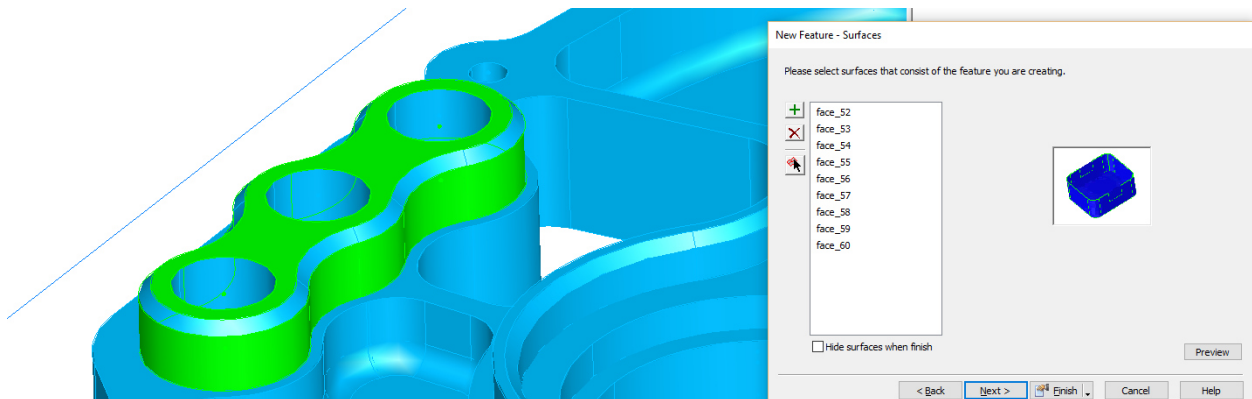 New Feature - Surfaces
Please select surfaces that consist of the feature you are creating.
face_52
face_53
face_54
face_55
face_56
face_57
face_58
face_59
face_60
Hide surfaces when finish
Preview
< Back Next > Finish Cancel Help